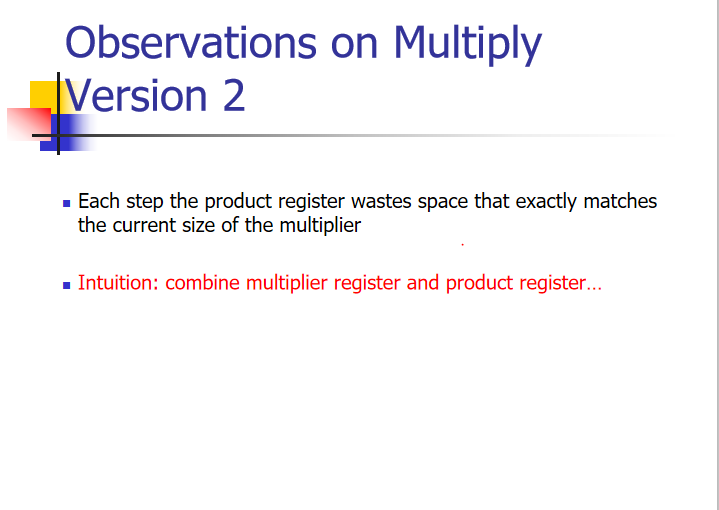 Observations on Multiply
Version 2
Each step the product register wastes space that exactly matches
the current size of the multiplier
Intuition: combine multiplier register and product register…